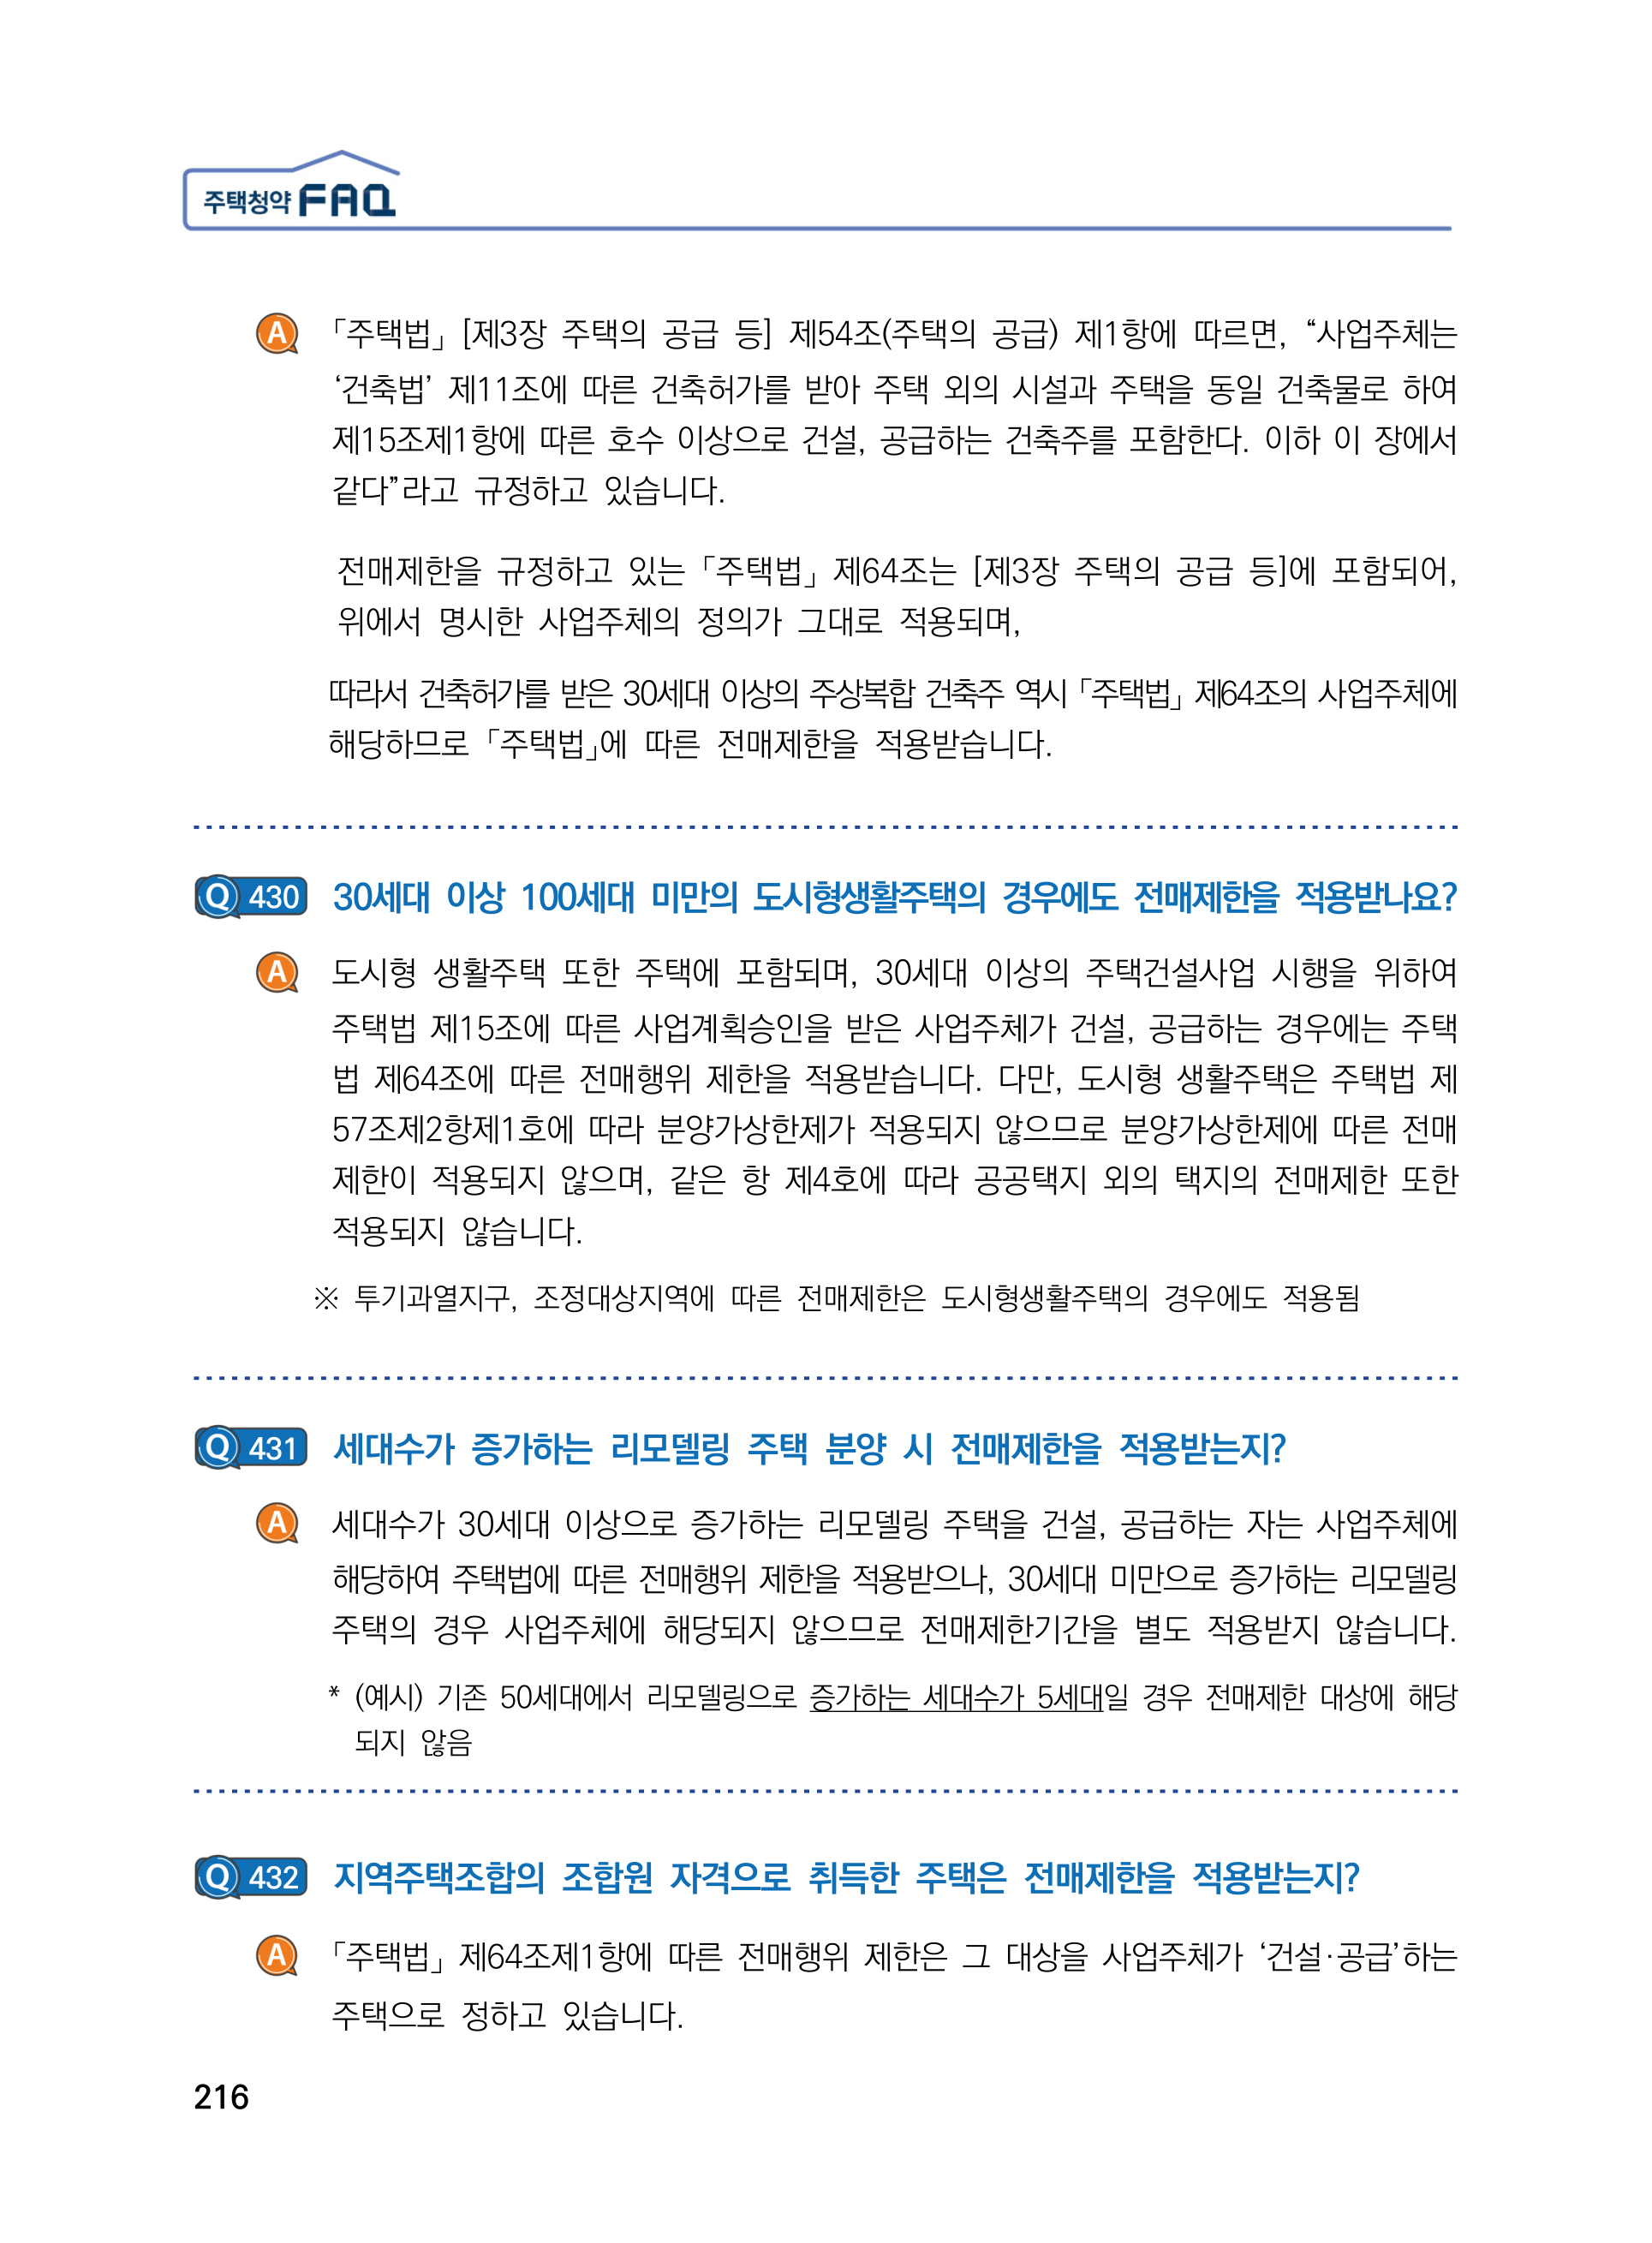 주택청약 FAQ
A 「주택법」 [제3장 주택의 공급 등] 제54조(주택의 공급) 제1항에 따르면, “사업주체는
‘건축법’ 제11조에 따른 건축허가를 받아 주택 외의 시설과 주택을 동일 건축물로 하여
제15조제1항에 따른 호수 이상으로 건설, 공급하는 건축주를 포함한다. 이하 이 장에서
같다”라고 규정하고 있습니다.
전매제한을 규정하고 있는 「주택법」 제64조는 [제3장 주택의 공급 등]에 포함되어,
위에서 명시한 사업주체의 정의가 그대로 적용되며,
따라서 건축허가를 받은 30세대 이상의 주상복합 건축주 역시 「주택법」 제64조의 사업주체에
해당하므로 「주택법」에 따른 전매제한을 적용받습니다.
Q 430 30세대 이상 100세대 미만의 도시형생활주택의 경우에도 전매제한을 적용받나요?
A 도시형 생활주택 또한 주택에 포함되며, 30세대 이상의 주택건설사업 시행을 위하여
주택법 제15조에 따른 사업계획승인을 받은 사업주체가 건설, 공급하는 경우에는 주택
법 제64조에 따른 전매행위 제한을 적용받습니다. 다만, 도시형 생활주택은 주택법 제
57조제2항제1호에 따라 분양가상한제가 적용되지 않으므로 분양가상한제에 따른 전매
제한이 적용되지 않으며, 같은 항 제4호에 따라 공공택지 외의 택지의 전매제한 또한
적용되지 않습니다.
※ 투기과열지구, 조정대상지역에 따른 전매제한은 도시형생활주택의 경우에도 적용됨
Q 431 세대수가 증가하는 리모델링 주택 분양 시 전매제한을 적용받는지?
A 세대수가 30세대 이상으로 증가하는 리모델링 주택을 건설, 공급하는 자는 사업주체에
해당하여 주택법에 따른 전매행위 제한을 적용받으나, 30세대 미만으로 증가하는 리모델링
주택의 경우 사업주체에 해당되지 않으므로 전매제한기간을 별도 적용받지 않습니다.
* (예시) 기존 50세대에서 리모델링으로 증가하는 세대수가 5세대일 경우 전매제한 대상에 해당
되지 않음
Q 432 지역주택조합의 조합원 자격으로 취득한 주택은 전매제한을 적용받는지?
A 「주택법」 제64조제1항에 따른 전매행위 제한은 그 대상을 사업주체가 ‘건설·공급’하는
주택으로 정하고 있습니다.
216